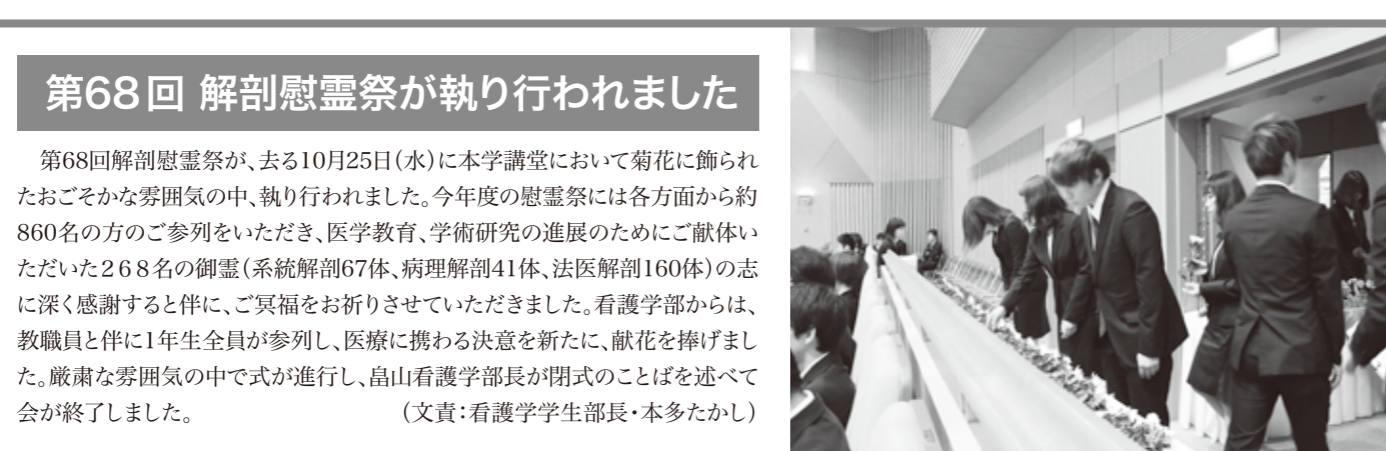 第68回 解剖慰霊祭が執り行われました
第68回解剖慰霊祭が、去る10月25日(水)に本学講堂において菊花に飾られ
たおごそかな雰囲気の中、執り行われました。今年度の慰霊祭には各方面から約
860名の方のご参列をいただき、医学教育、学術研究の進展のためにご献体い
ただいた268名の御霊(系統解剖67体、病理解剖41体、法医解剖160体)の志
に深く感謝すると伴に、ご冥福をお祈りさせていただきました。看護学部からは、
教職員と伴に1年生全員が参列し、医療に携わる決意を新たに、献花を捧げまし
た。厳粛な雰囲気の中で式が進行し、畠山看護学部長が閉式のことばを述べて
会が終了しました。 (文責:看護学学生部長・本多たかし)